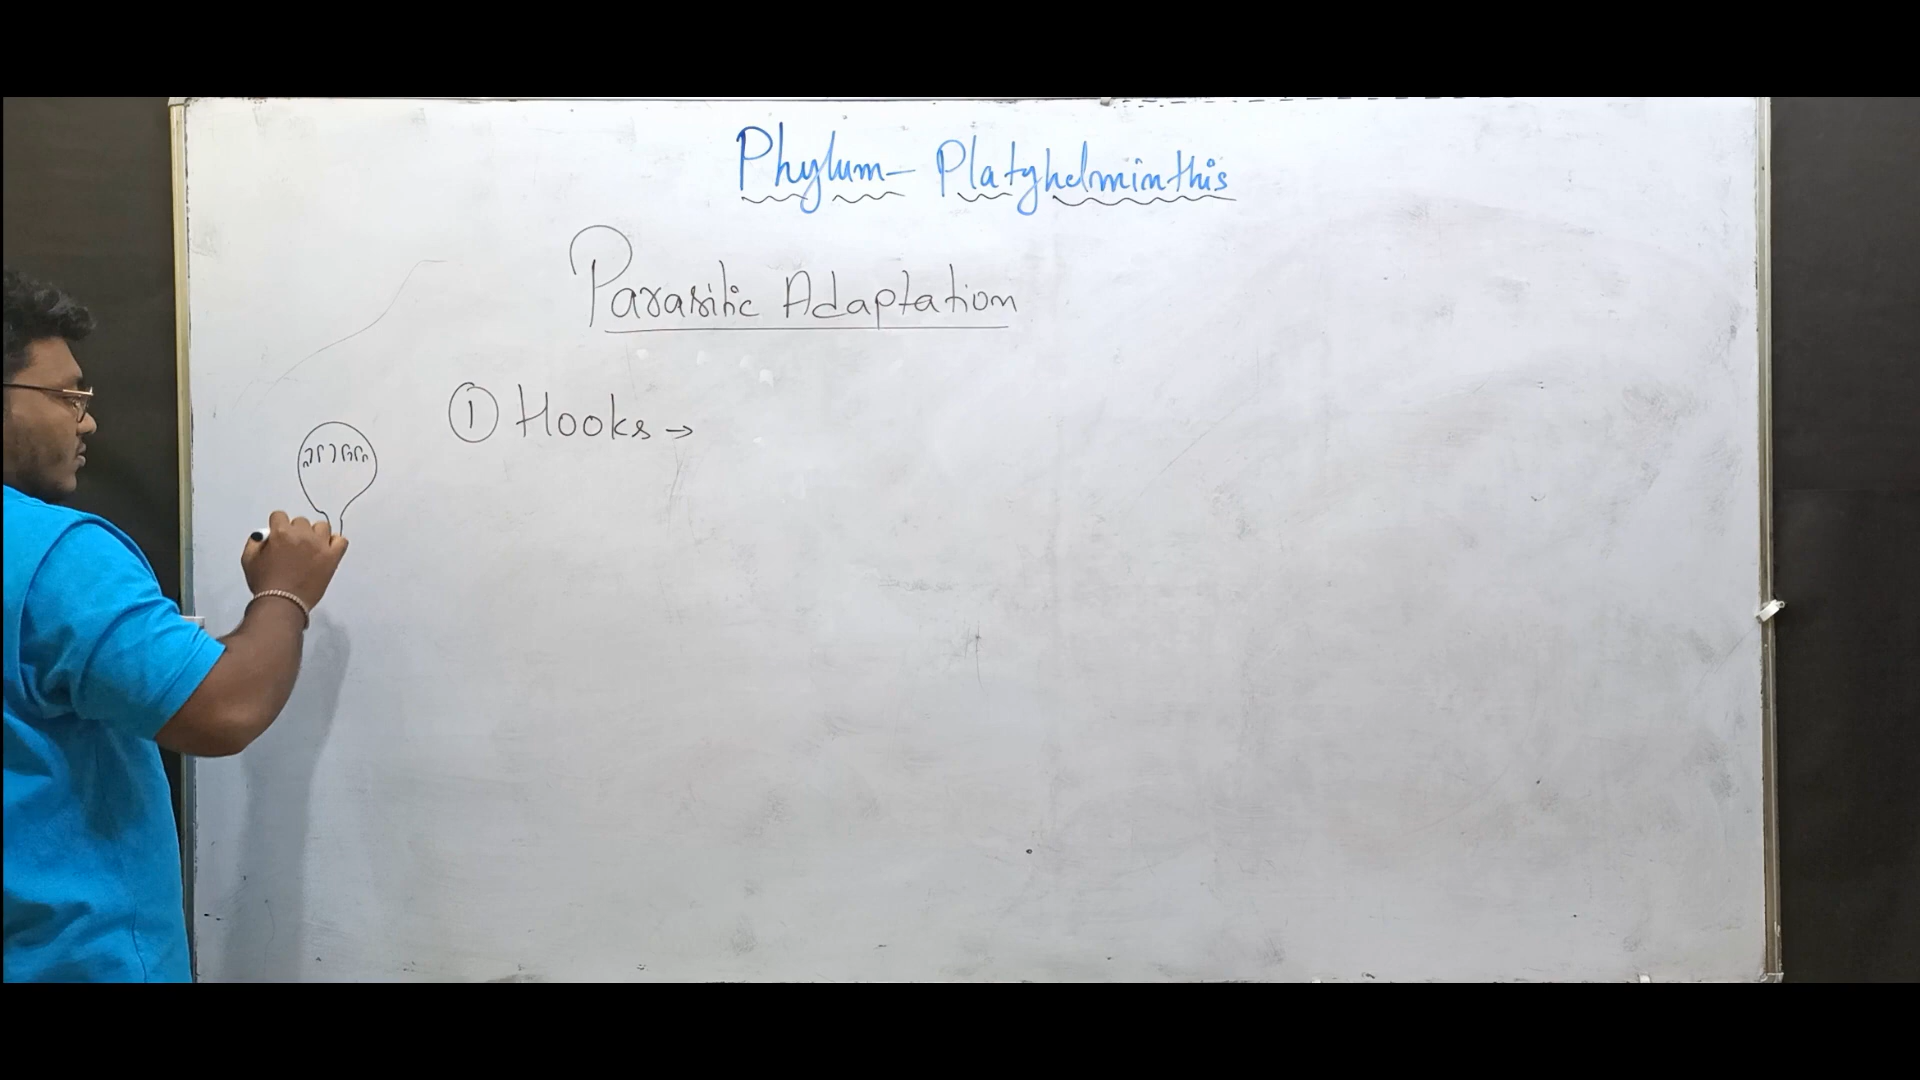 Phylum- Platyhelminthis
Parasitic Adaptation
① Hooks →